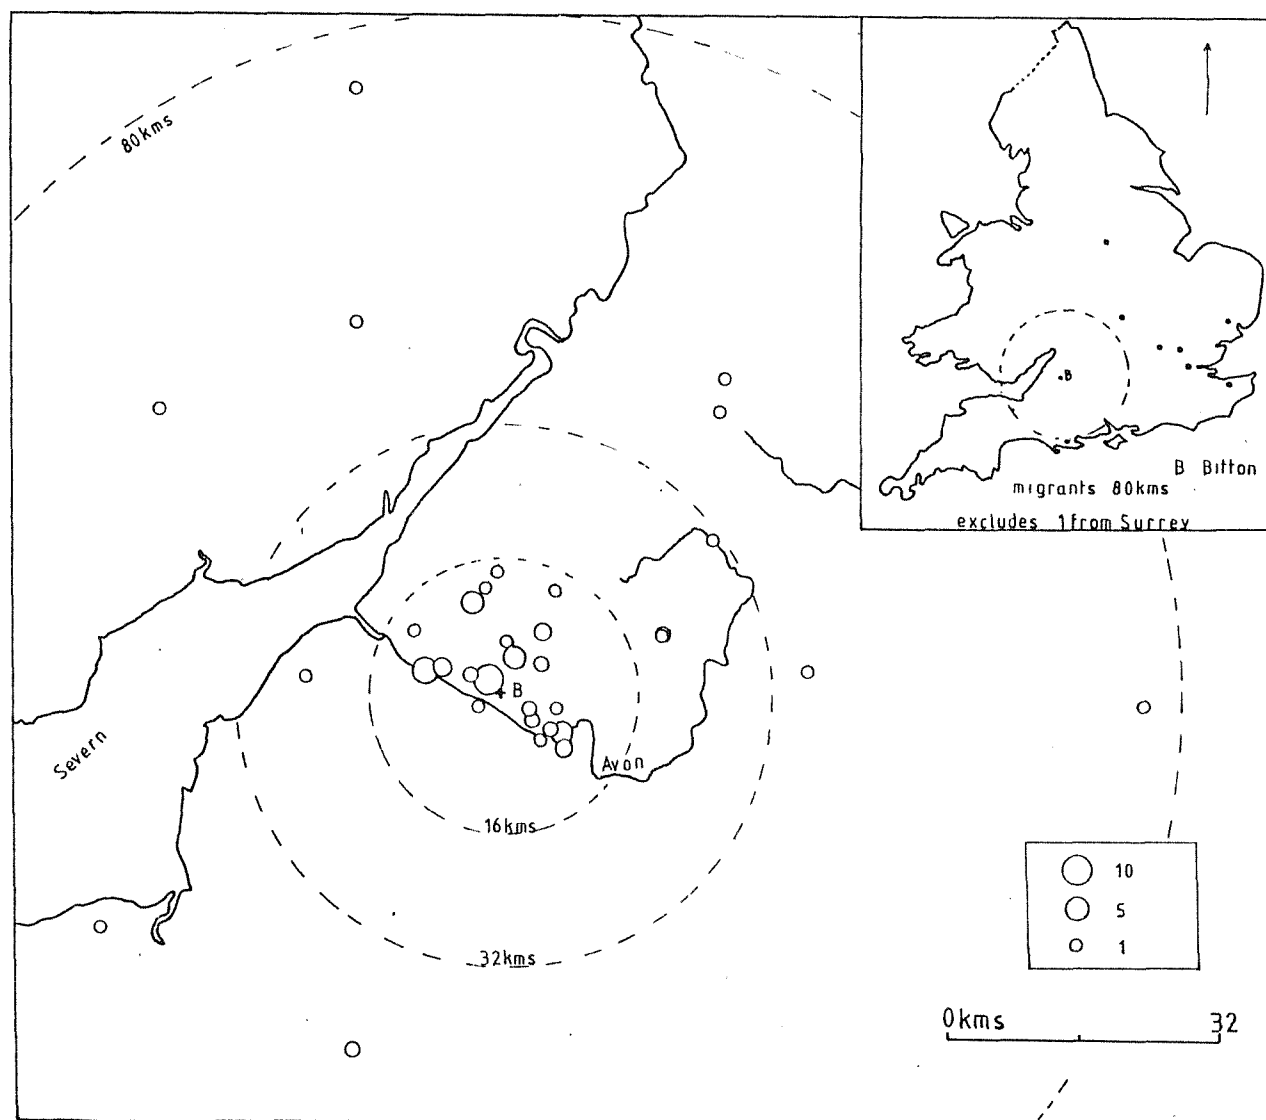 80kms
B
B Bitton
migrants 80kms
excludes 1 from Surrey
B
Severn
Avon
16kms
10
5
1
32kms
0kms 32